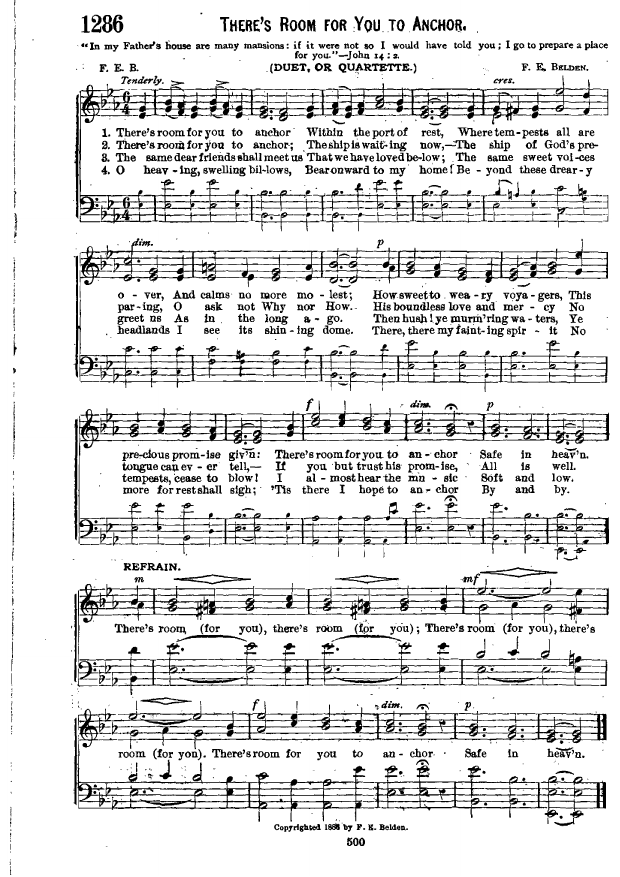 1286 THERE'S ROOM FOR YOU TO ANCHOR.
"In my Father's house are many mansions: if it were not so I would have told you; I go to prepare a place
for you."—John 14:2.
F. E. B. (DUET, OR QUARTETTE.) F. E. BELDEN.
Tenderly. cres.
1. There's room for you to anchor Within the port of rest, Where tem-pests all are
2. There's room for you to anchor; The ship is wait-ing now,—The ship of God's pre-
3. The same dear friends shall meet us That we have loved be-low; The same sweet voi-ces
4. O heav-ing, swelling bil-lows, Bear onward to my home! Be-yond these drear-y
dim. p
o-ver, And calms no more mo-lest; How sweet to wea-ry voya-gers, This
par-ing, O ask not Why nor How. His boundless love and mer-cy No
greet us As in the long a-go. Then hush! ye murm'ring wa-ters, Ye
headlands I see its shin-ing dome. There, there my faint-ing spir-it No
f dim. p
pre-cious prom-ise giv'n: There's room for you to an-chor Safe in heav'n.
tongue can ev-er tell,— If you but trust his prom-ise, All is well.
tempests, cease to blow! I al-most hear the mu-sic Soft and low.
more for rest shall sigh; 'Tis there I hope to an-chor By and by.
REFRAIN.
m mf
There's room (for you), there's room (for you); There's room (for you), there's
f dim. p.
room (for you). There's room for you to an-chor Safe in heav'n.
Copyrighted 1886 by F. E. Belden.
500